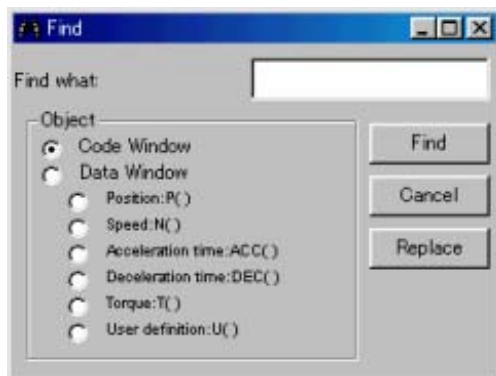 Find
Find what:
Object
Code Window
Data Window
Position:P( )
Speed:N( )
Acceleration time:ACC( )
Deceleration time:DEC( )
Torque:T( )
User definition:U( )
Find
Cancel
Replace